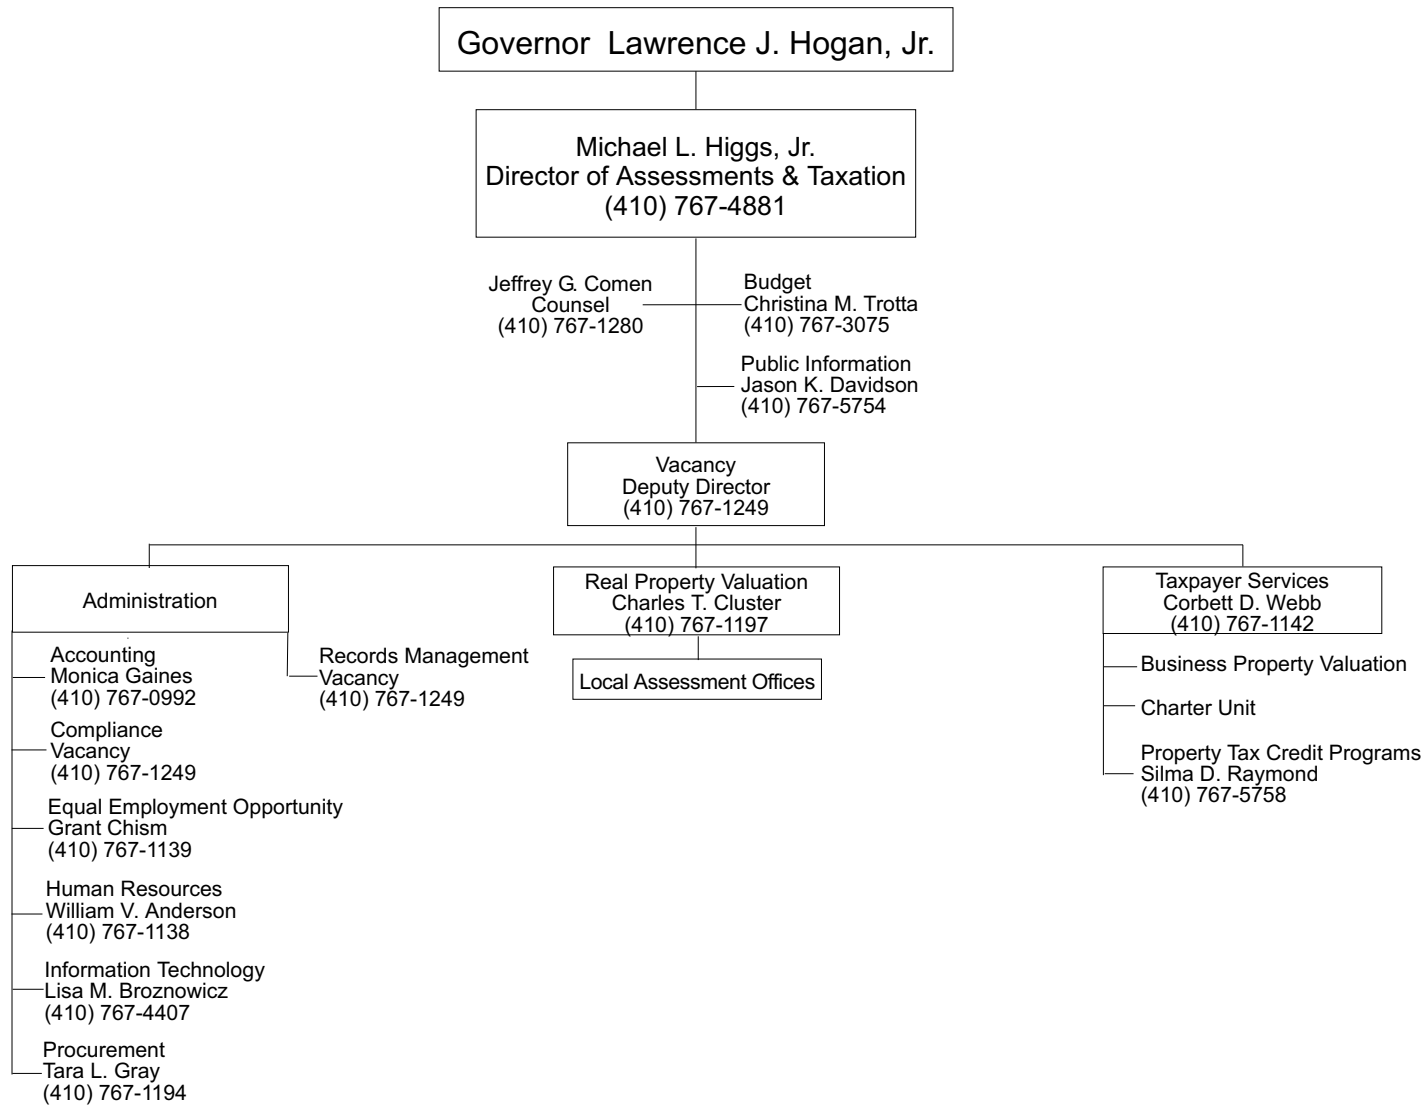 Governor Lawrence J. Hogan, Jr.
Michael L. Higgs, Jr.
Director of Assessments & Taxation
(410) 767-4881
Jeffrey G. Comen
Counsel
(410) 767-1280
Budget
Christina M. Trotta
(410) 767-3075
Public Information
Jason K. Davidson
(410) 767-5754
Vacancy
Deputy Director
(410) 767-1249
Administration
Accounting
Monica Gaines
(410) 767-0992
Compliance
Vacancy
(410) 767-1249
Equal Employment Opportunity
Grant Chism
(410) 767-1139
Human Resources
William V. Anderson
(410) 767-1138
Information Technology
Lisa M. Broznowicz
(410) 767-4407
Procurement
Tara L. Gray
(410) 767-1194
Records Management
Vacancy
(410) 767-1249
Real Property Valuation
Charles T. Cluster
(410) 767-1197
Local Assessment Offices
Taxpayer Services
Corbett D. Webb
(410) 767-1142
Business Property Valuation
Charter Unit
Property Tax Credit Programs
Silma D. Raymond
(410) 767-5758